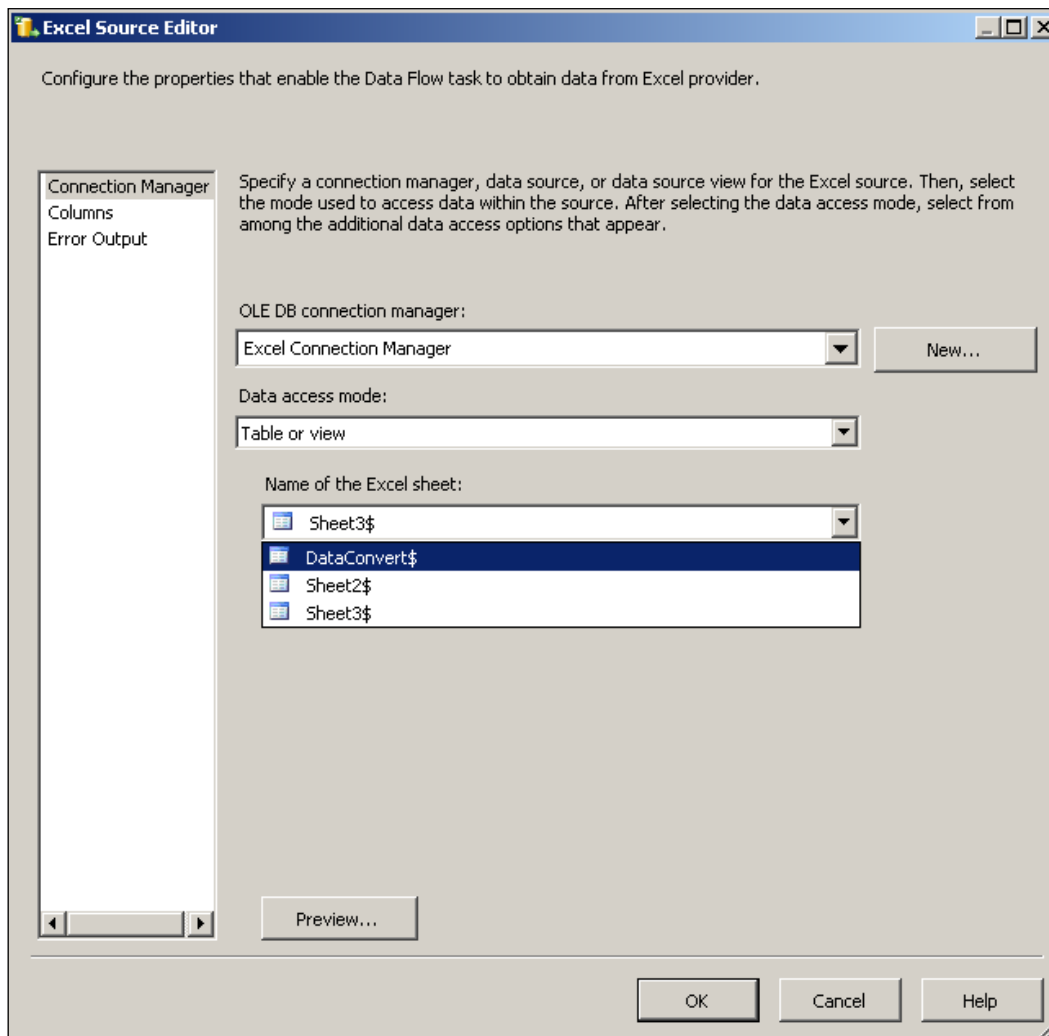 Excel Source Editor
Configure the properties that enable the Data Flow task to obtain data from Excel provider.
Connection Manager
Columns
Error Output
Specify a connection manager, data source, or data source view for the Excel source. Then, select
the mode used to access data within the source. After selecting the data access mode, select from
among the additional data access options that appear.
OLE DB connection manager:
Excel Connection Manager
New...
Data access mode:
Table or view
Name of the Excel sheet:
Sheet3$
DataConvert$
Sheet2$
Sheet3$
Preview...
OK
Cancel
Help